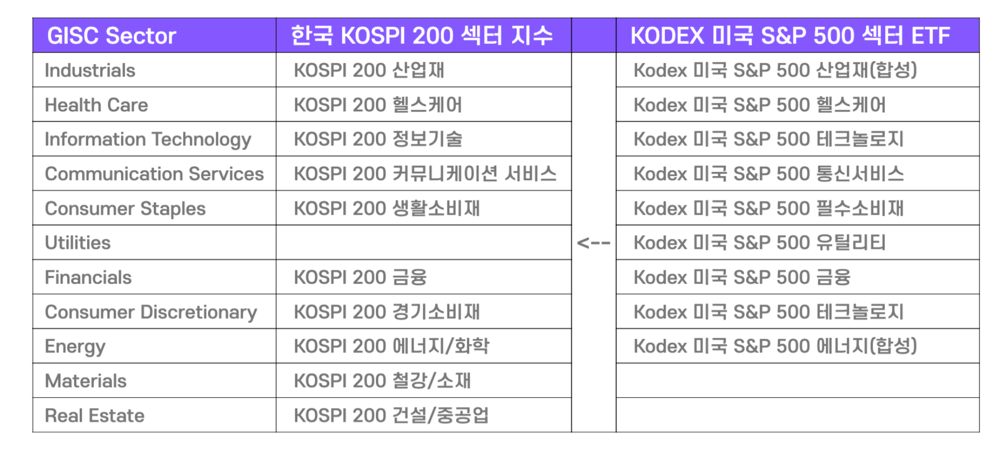 GISC Sector 한국 KOSPI 200 섹터 지수 KODEX 미국 S&P 500 섹터 ETF
Industrials KOSPI 200 산업재 Kodex 미국 S&P 500 산업재(합성)
Health Care KOSPI 200 헬스케어 Kodex 미국 S&P 500 헬스케어
Information Technology KOSPI 200 정보기술 Kodex 미국 S&P 500 테크놀로지
Communication Services KOSPI 200 커뮤니케이션 서비스 Kodex 미국 S&P 500 통신서비스
Consumer Staples KOSPI 200 생활소비재 Kodex 미국 S&P 500 필수소비재
Utilities <-- Kodex 미국 S&P 500 유틸리티
Financials KOSPI 200 금융 Kodex 미국 S&P 500 금융
Consumer Discretionary KOSPI 200 경기소비재 Kodex 미국 S&P 500 테크놀로지
Energy KOSPI 200 에너지/화학 Kodex 미국 S&P 500 에너지(합성)
Materials KOSPI 200 철강/소재
Real Estate KOSPI 200 건설/중공업